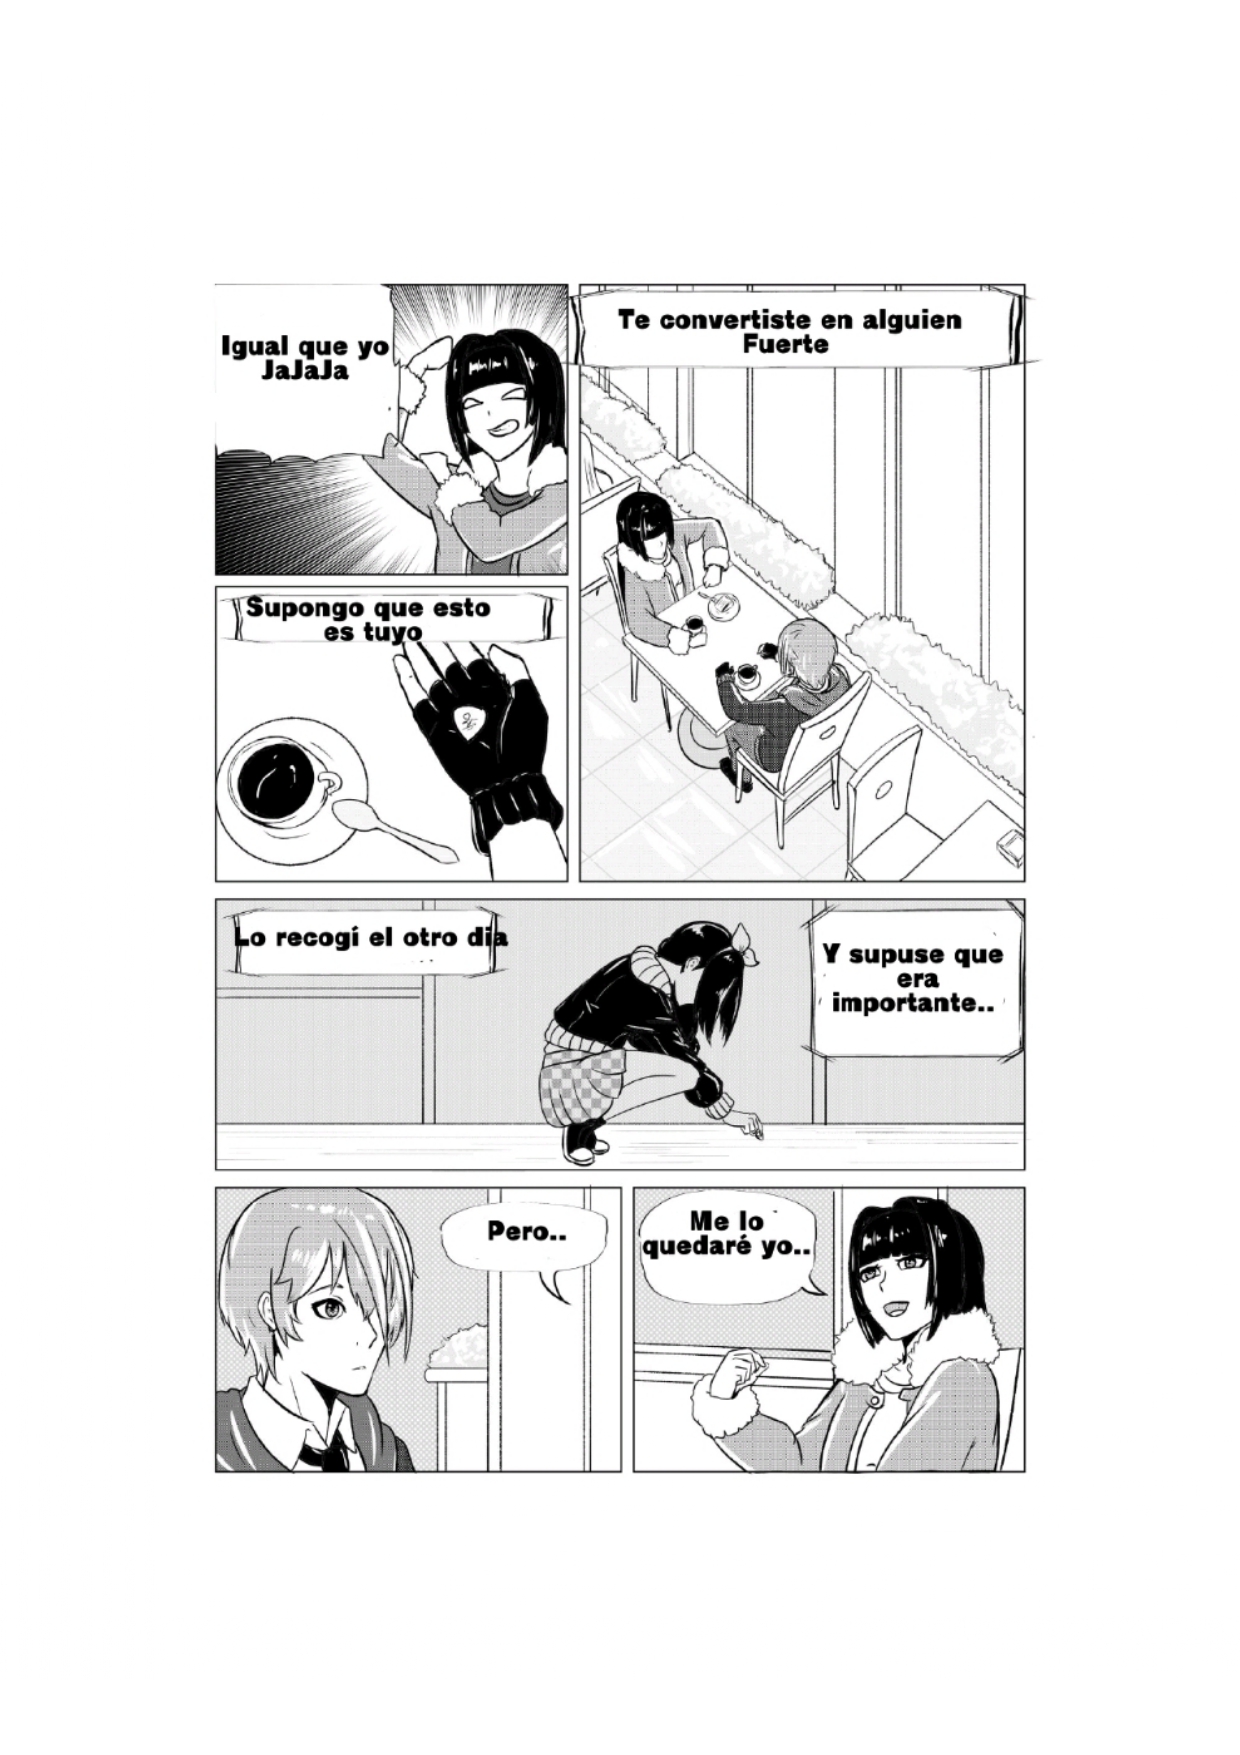 Te convertiste en alguien
Fuerte
Igual que yo
JaJaJa
Supongo que esto
es tuyo
Lo recogí el otro dia
Y supuse que
era
importante..
Pero..
Me lo
quedaré yo..